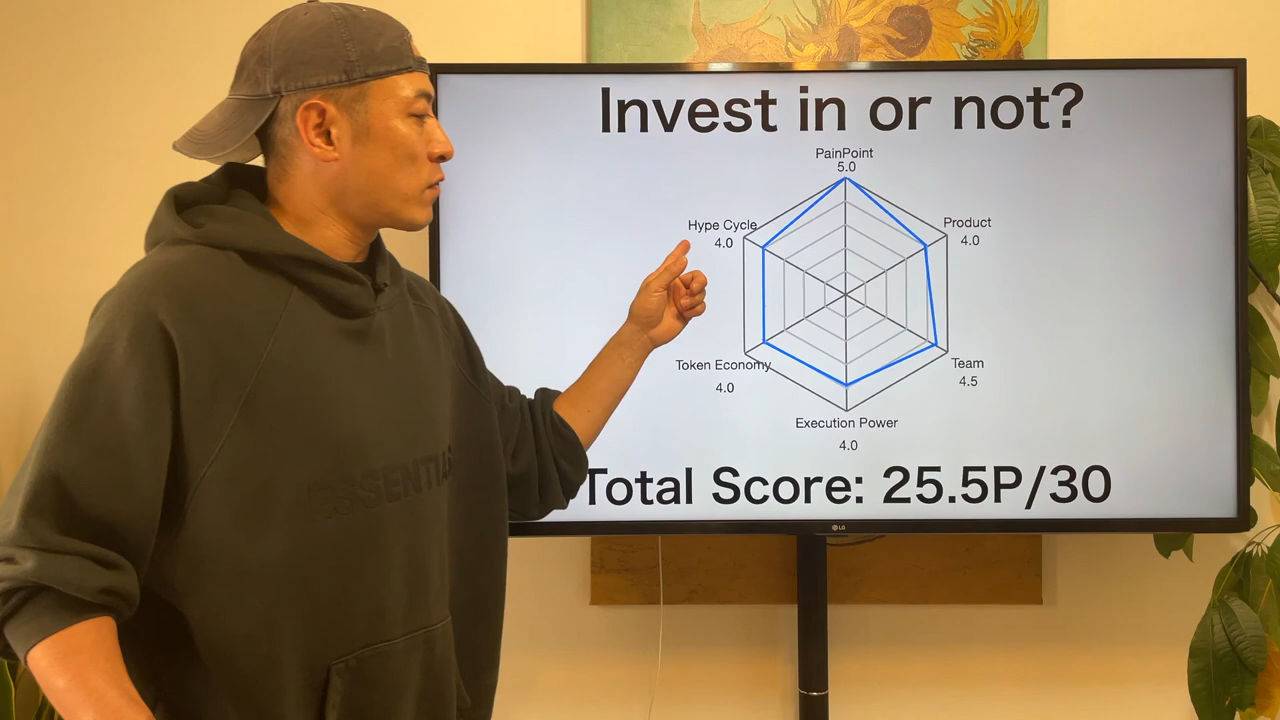 Invest in or not?
PainPoint
5.0
Hype Cycle
4.0
Product
4.0
Token Economy
4.0
Team
4.5
Execution Power
4.0
Total Score: 25.5P/30
LG
ESSENTIA